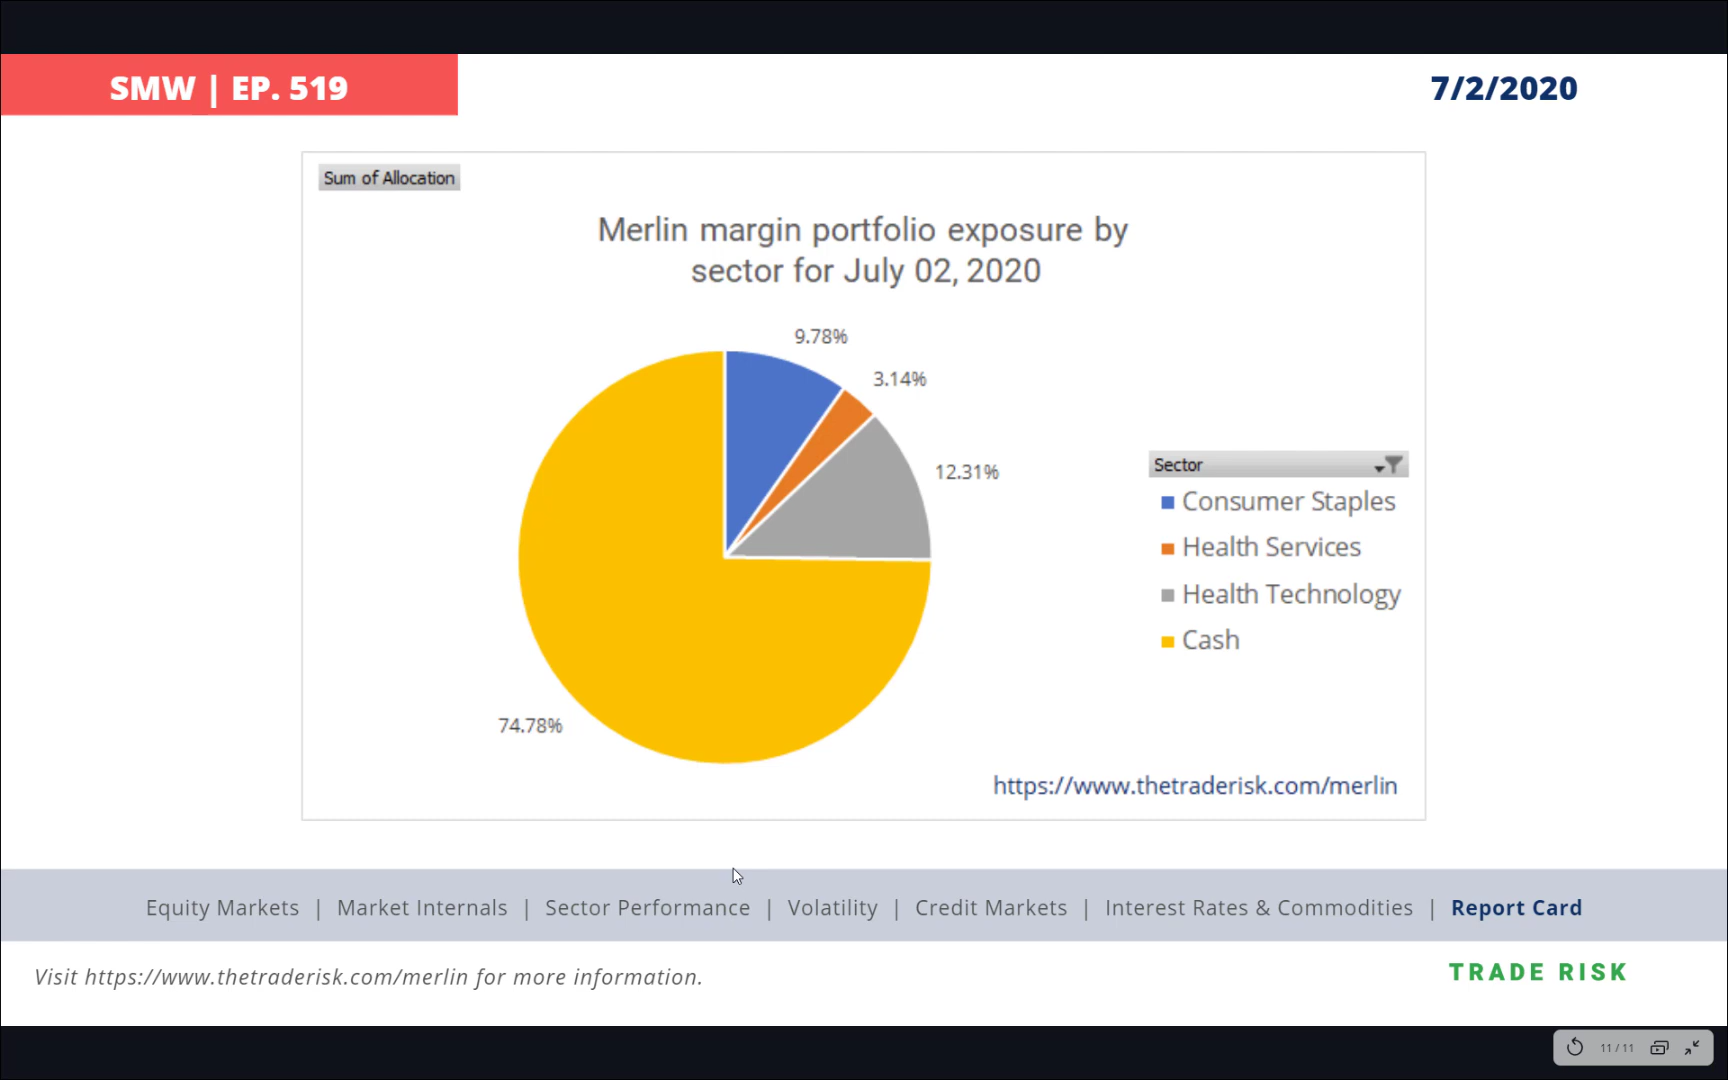 SMW | EP. 519
7/2/2020
Sum of Allocation
Merlin margin portfolio exposure by
sector for July 02, 2020
9.78%
3.14%
12.31%
74.78%
Sector
Consumer Staples
Health Services
Health Technology
Cash
https://www.thetraderisk.com/merlin
Equity Markets | Market Internals | Sector Performance | Volatility | Credit Markets | Interest Rates & Commodities | Report Card
Visit https://www.thetraderisk.com/merlin for more information.
TRADE RISK
11/11